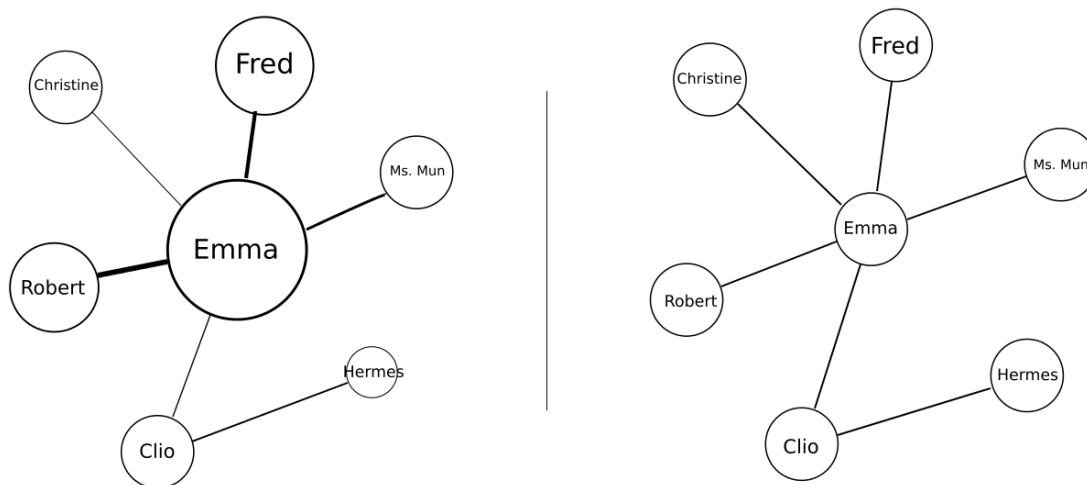 Fred
Christine
Ms. Mun
Emma
Robert
Hermes
Clio
Fred
Christine
Ms. Mun
Emma
Robert
Hermes
Clio